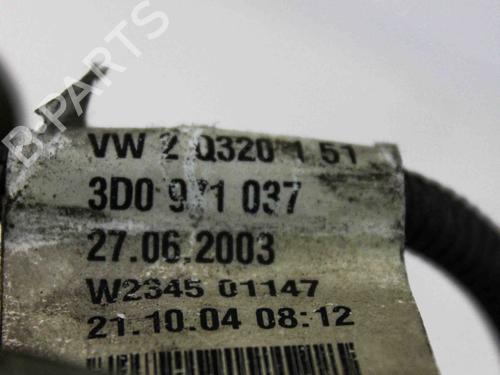 B-PARTS
VW 2 Q320 1 51
3D0 971 037
27.06.2003
W2345 01147
21.10.04 08:12